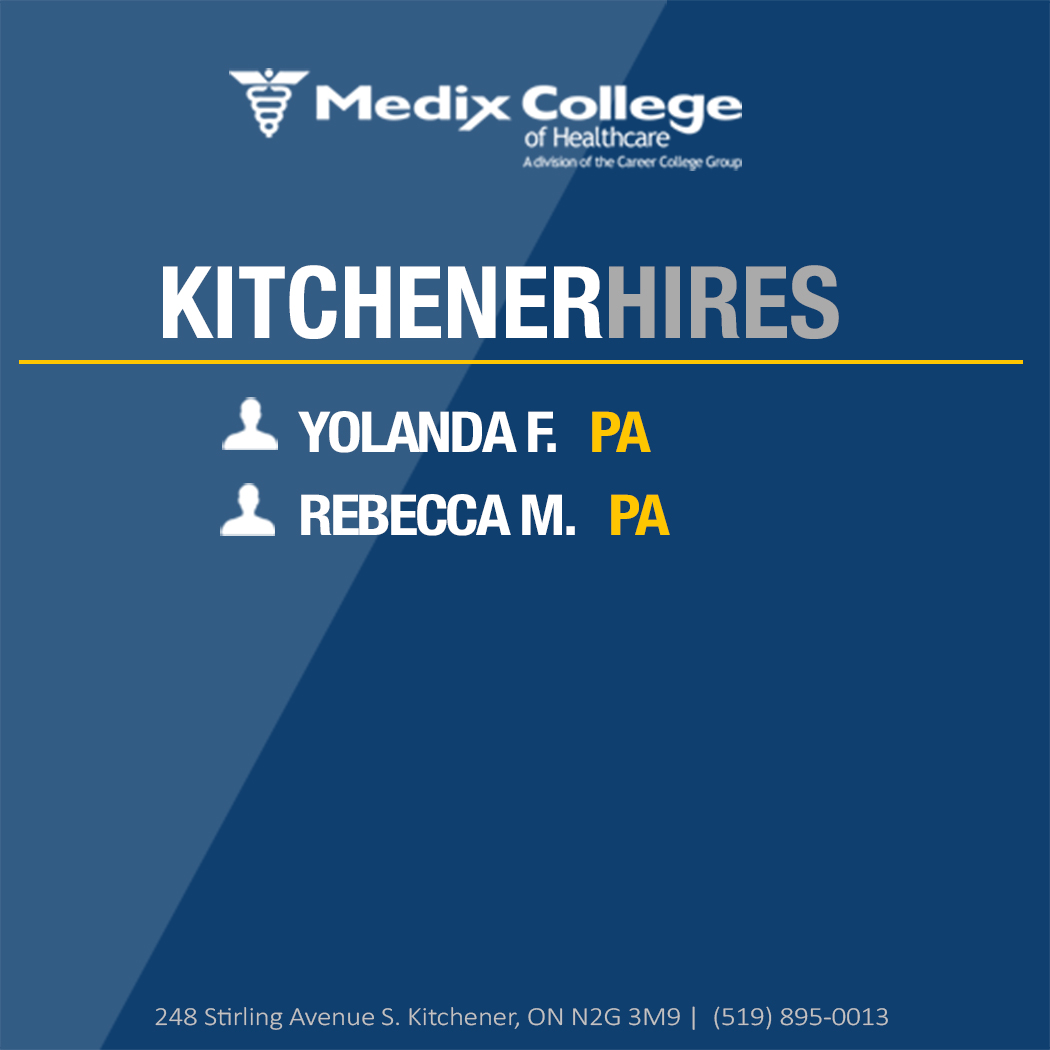 Medix College
of Healthcare
A division of the Career College Group
KITCHENERHIRES
YOLANDA F. PA
REBECCA M. PA
248 Stirling Avenue S. Kitchener, ON N2G 3M9 | (519) 895-0013